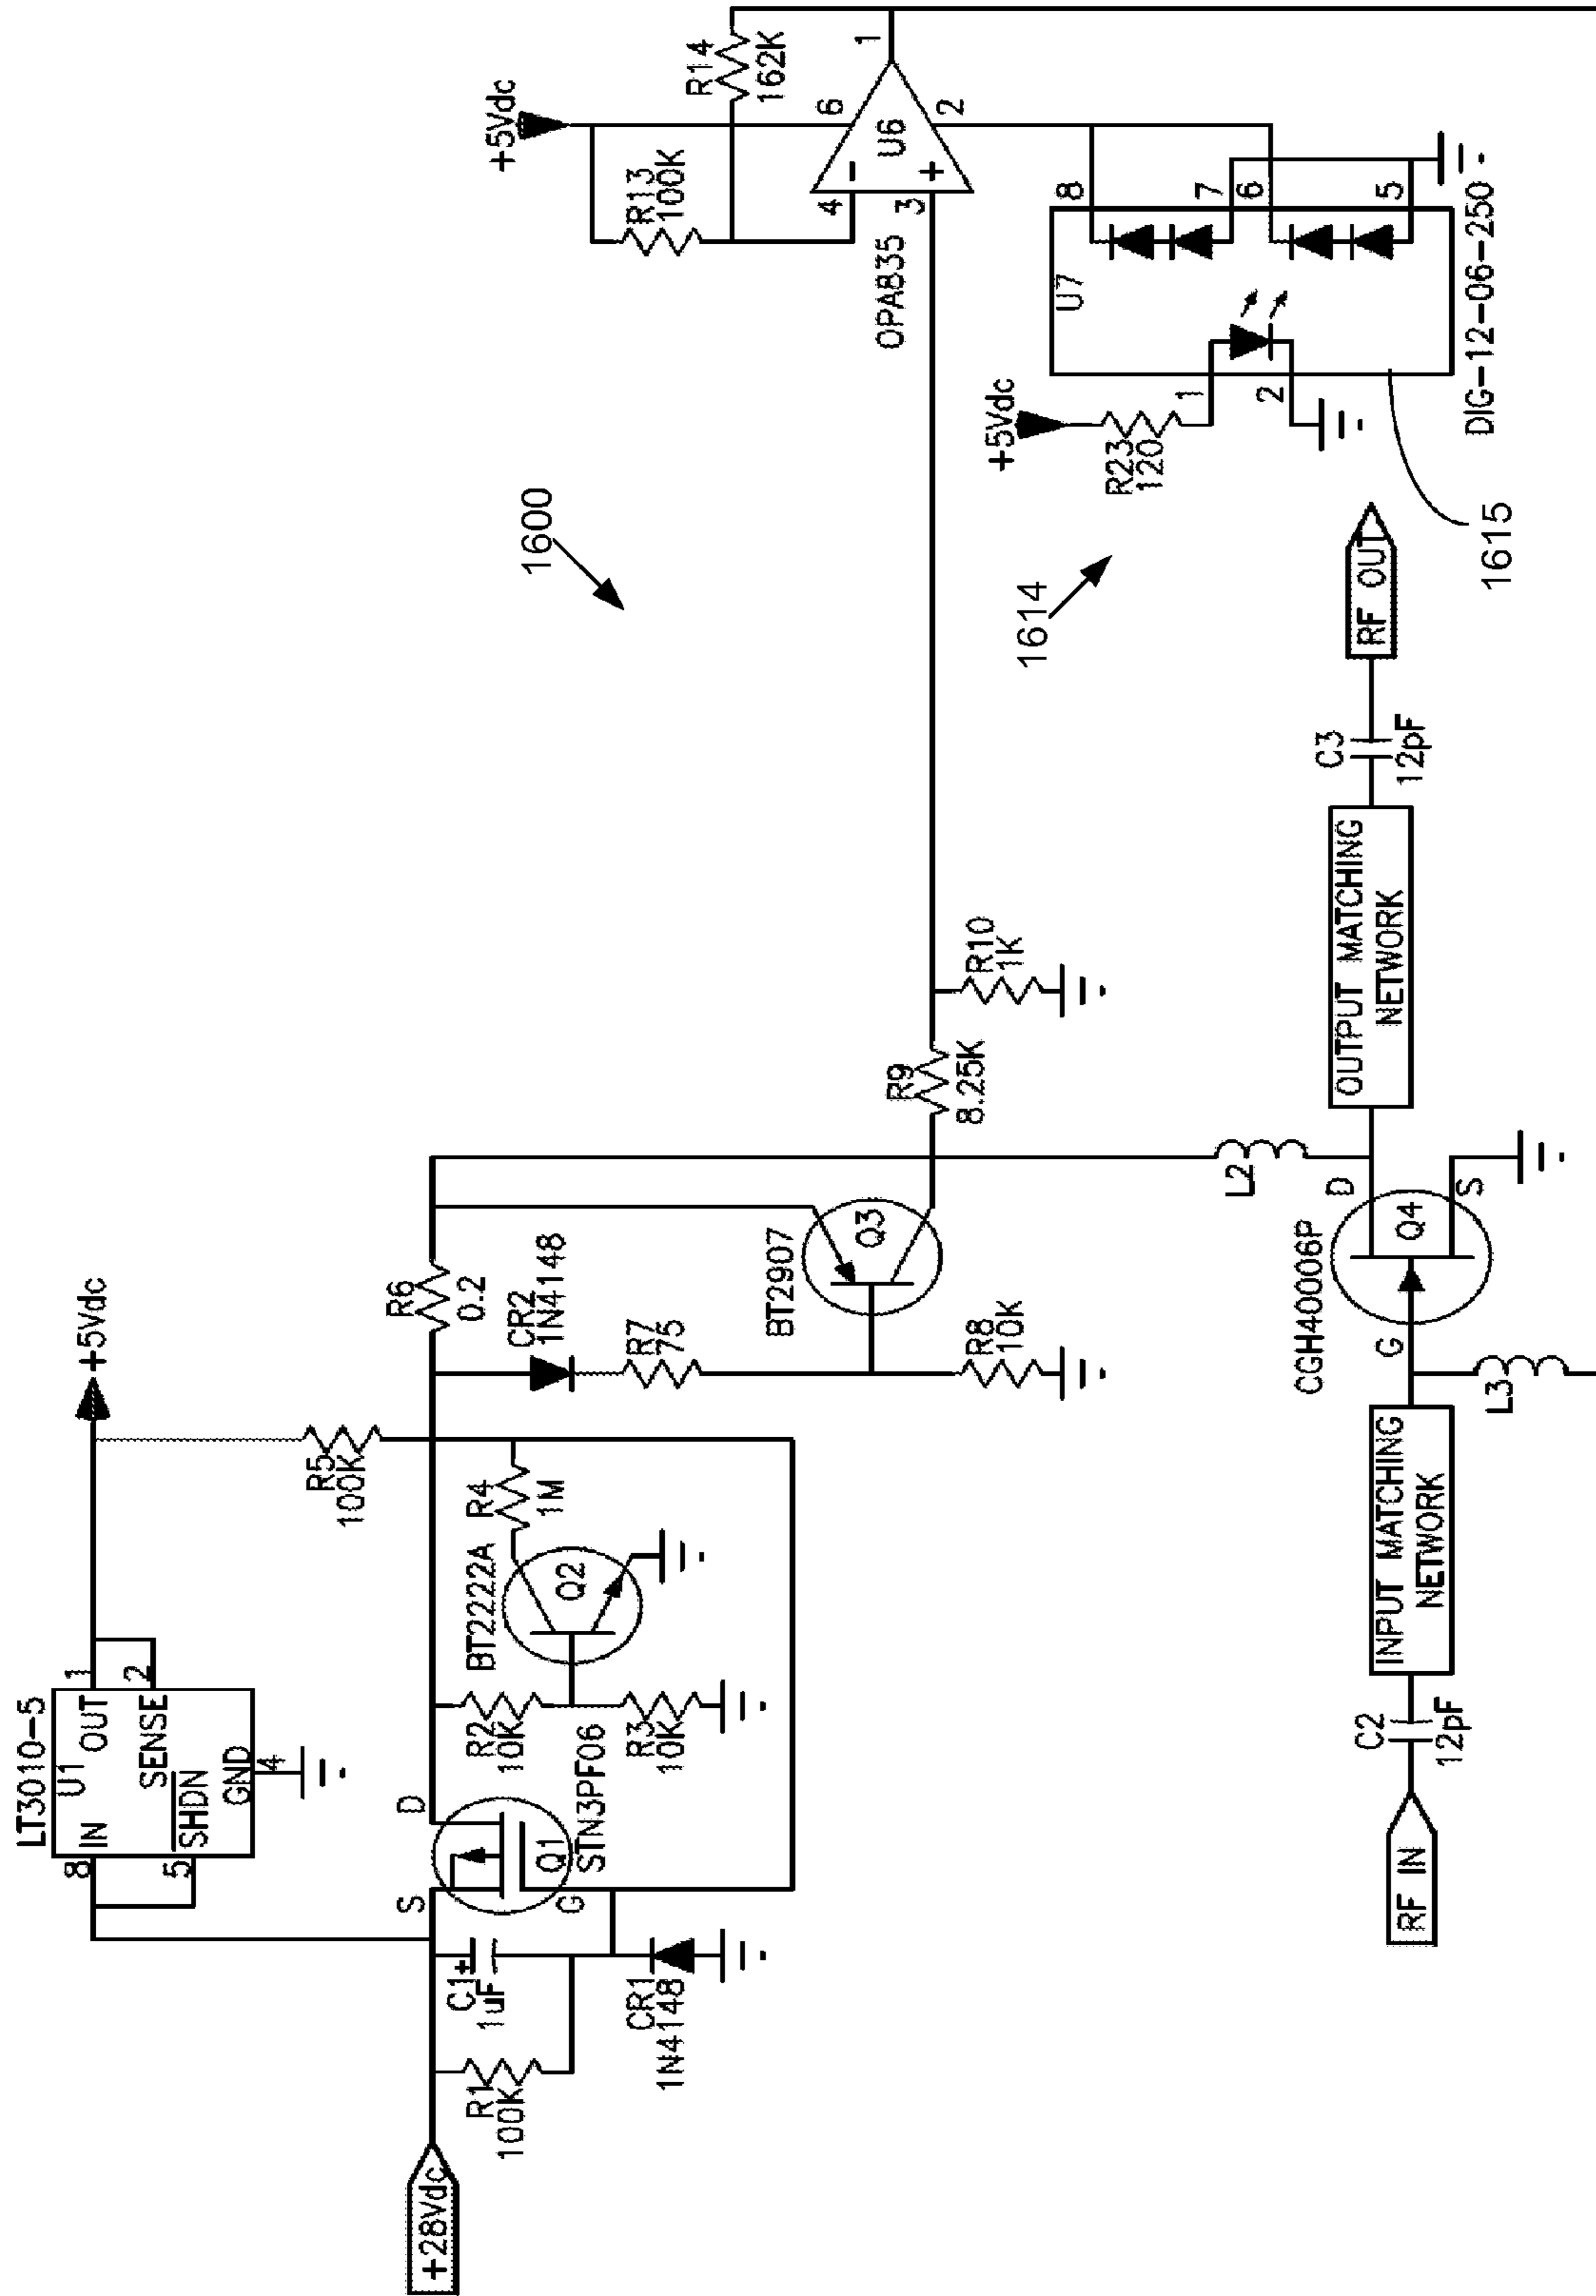 1600
LT3010-5
U1
8
IN
OUT
1
SENSE
2
5
SHDN
GND
4
+5Vdc
+28Vdc
R1
100K
C1
+
1uF
CR1
1N4148
S
D
G
Q1
STN3PF06
R2
10K
R3
10K
BT2222A
Q2
R4
1M
R5
100K
R6
0.2
CR2
1N4148
R7
75
R8
10K
BT2907
Q3
R9
8.25K
R10
1K
+5Vdc
R13
100K
R14
162K
OPA835
U6
4
-
3
+
6
2
1
1614
+5Vdc
R23
120
U7
1
2
8
7
6
5
DIG-12-06-250
1615
RF IN
C2
12pF
INPUT MATCHING
NETWORK
L3
G
CGH40006P
Q4
D
S
L2
OUTPUT MATCHING
NETWORK
C3
12pF
RF OUT